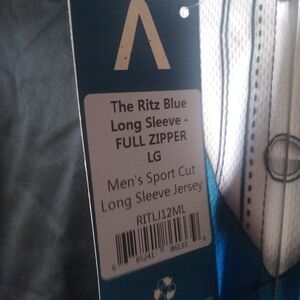 The Ritz Blue
Long Sleeve -
FULL ZIPPER
LG
Men's Sport Cut
Long Sleeve Jersey
RITLJ12ML